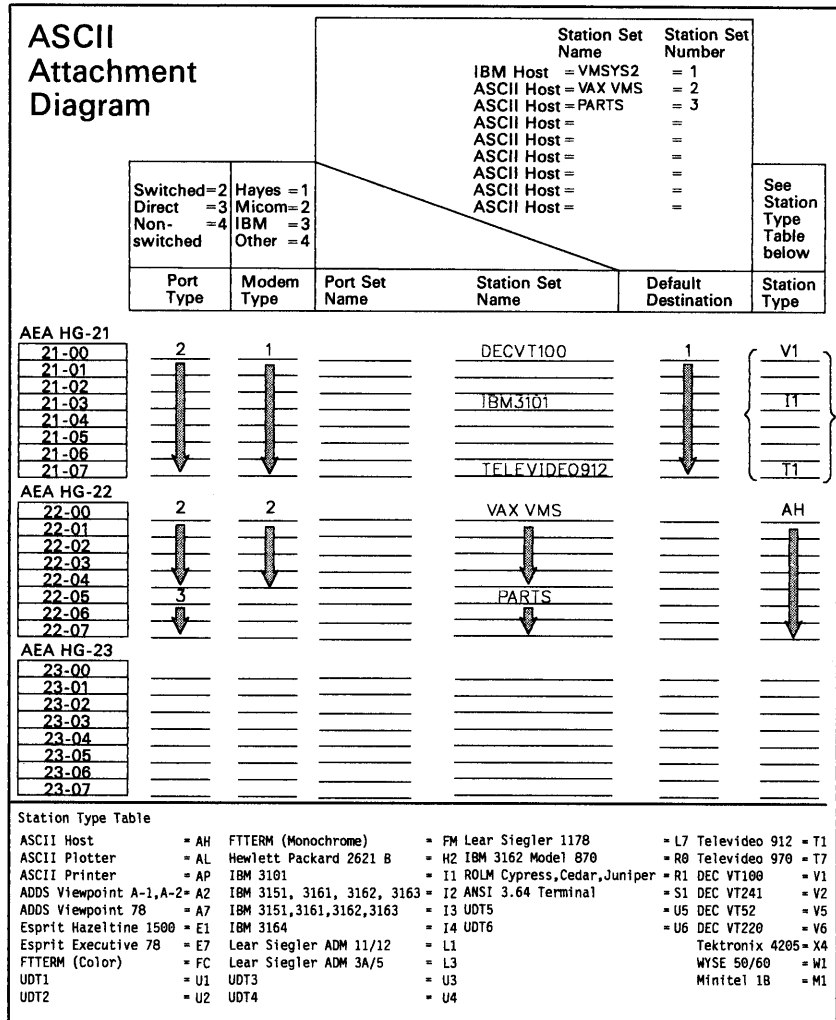 ASCII
Attachment
Diagram
Station Set Name Station Set Number
IBM Host = VMSYS2 = 1
ASCII Host = VAX VMS = 2
ASCII Host = PARTS = 3
ASCII Host = =
ASCII Host = =
ASCII Host = =
ASCII Host = =
ASCII Host = =
ASCII Host = =
Switched=2
Direct =3
Non- =4
switched
Hayes =1
Micom=2
IBM =3
Other =4
See
Station
Type
Table
below
Port Type Modem Type Port Set Name Station Set Name Default Destination Station Type
AEA HG-21
21-00 2 1 DECVT100 1 V1
21-01
21-02
21-03 IBM3101 I1
21-04
21-05
21-06
21-07 TELEVIDEO912 T1
AEA HG-22
22-00 2 2 VAX VMS AH
22-01
22-02
22-03
22-04
22-05 3 PARTS
22-06
22-07
AEA HG-23
23-00
23-01
23-02
23-03
23-04
23-05
23-06
23-07
Station Type Table
ASCII Host = AH FTTERM (Monochrome) = FM Lear Siegler 1178 = L7 Televideo 912 = T1
ASCII Plotter = AL Hewlett Packard 2621 B = H2 IBM 3162 Model 870 = R0 Televideo 970 = T7
ASCII Printer = AP IBM 3101 = I1 ROLM Cypress,Cedar,Juniper = R1 DEC VT100 = V1
ADDS Viewpoint A-1,A-2= A2 IBM 3151, 3161, 3162, 3163 = I2 ANSI 3.64 Terminal = S1 DEC VT241 = V2
ADDS Viewpoint 78 = A7 IBM 3151,3161,3162,3163 = I3 UDT5 = U5 DEC VT52 = V5
Esprit Hazeltine 1500 = E1 IBM 3164 = I4 UDT6 = U6 DEC VT220 = V6
Esprit Executive 78 = E7 Lear Siegler ADM 11/12 = L1 Tektronix 4205 = X4
FTTERM (Color) = FC Lear Siegler ADM 3A/5 = L3 WYSE 50/60 = W1
UDT1 = U1 UDT3 = U3 Minitel 1B = M1
UDT2 = U2 UDT4 = U4